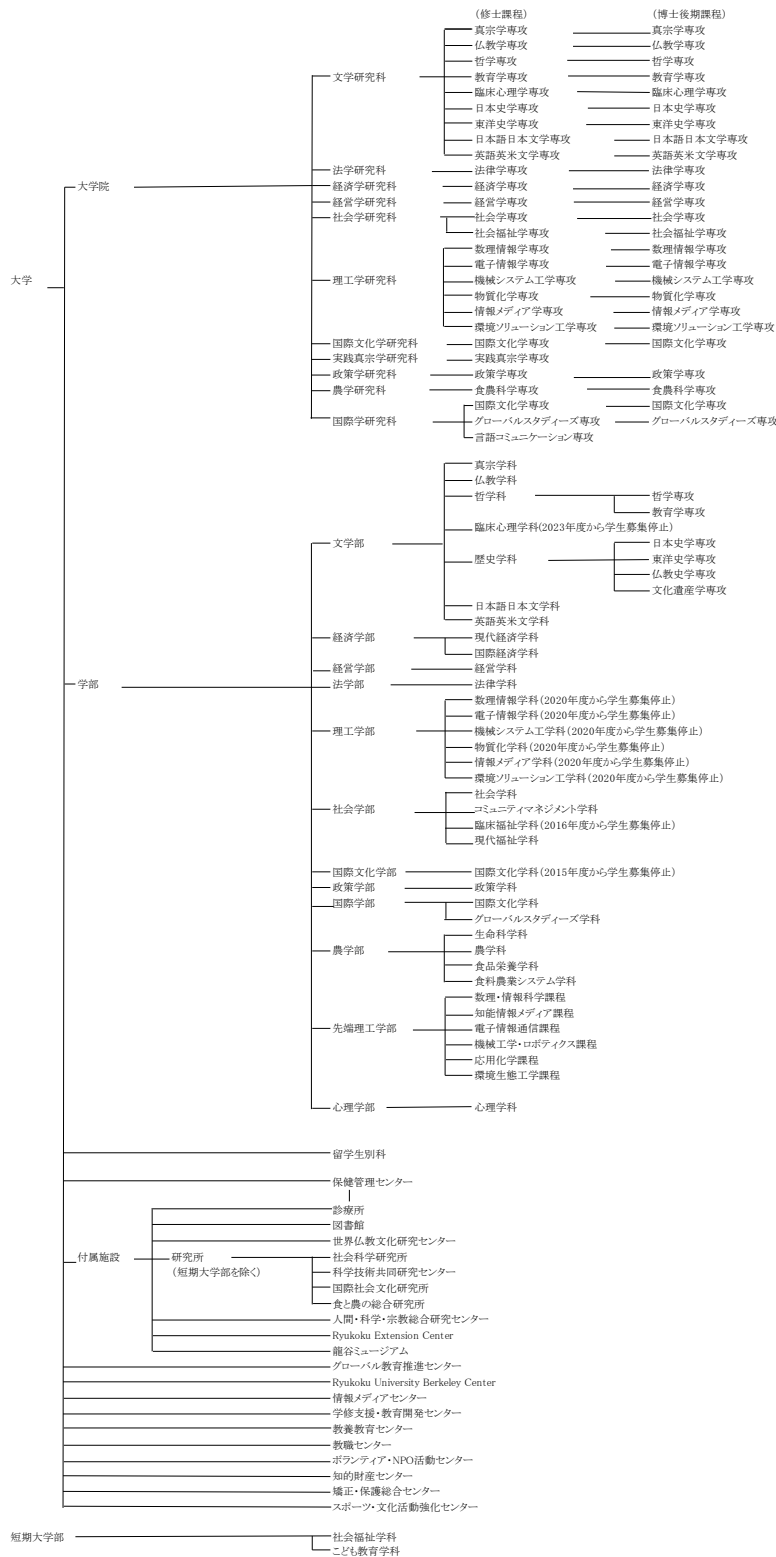 (修士課程) (博士後期課程)
真宗学専攻 真宗学専攻
仏教学専攻 仏教学専攻
哲学専攻 哲学専攻
文学研究科 教育学専攻 教育学専攻
臨床心理学専攻 臨床心理学専攻
日本史学専攻 日本史学専攻
東洋史学専攻 東洋史学専攻
日本語日本文学専攻 日本語日本文学専攻
英語英米文学専攻 英語英米文学専攻
法学研究科 法律学専攻 法律学専攻
大学院 経済学研究科 経済学専攻 経済学専攻
経営学研究科 経営学専攻 経営学専攻
社会学研究科 社会学専攻 社会学専攻
社会福祉学専攻 社会福祉学専攻
数理情報学専攻 数理情報学専攻
電子情報学専攻 電子情報学専攻
大学 理工学研究科 機械システム工学専攻 機械システム工学専攻
物質化学専攻 物質化学専攻
情報メディア学専攻 情報メディア学専攻
環境ソリューション工学専攻 環境ソリューション工学専攻
国際文化学研究科 国際文化学専攻 国際文化学専攻
実践真宗学研究科 実践真宗学専攻
政策学研究科 政策学専攻 政策学専攻
農学研究科 食農科学専攻 食農科学専攻
国際文化学専攻 国際文化学専攻
国際学研究科 グローバルスタディーズ専攻 グローバルスタディーズ専攻
言語コミュニケーション専攻
真宗学科
仏教学科
哲学科 哲学専攻
教育学専攻
臨床心理学科(2023年度から学生募集停止)
文学部 日本史学専攻
歴史学科 東洋史学専攻
仏教史学専攻
文化遺産学専攻
日本語日本文学科
英語英米文学科
経済学部 現代経済学科
国際経済学科
経営学部 経営学科
学部 法学部 法律学科
数理情報学科(2020年度から学生募集停止)
電子情報学科(2020年度から学生募集停止)
理工学部 機械システム工学科(2020年度から学生募集停止)
物質化学科(2020年度から学生募集停止)
情報メディア学科(2020年度から学生募集停止)
環境ソリューション工学科(2020年度から学生募集停止)
社会学科
社会学部 コミュニティマネジメント学科
臨床福祉学科(2016年度から学生募集停止)
現代福祉学科
国際文化学部 国際文化学科(2015年度から学生募集停止)
政策学部 政策学科
国際学部 国際文化学科
グローバルスタディーズ学科
生命科学科
農学部 農学科
食品栄養学科
食料農業システム学科
数理・情報科学課程
知能情報メディア課程
先端理工学部 電子情報通信課程
機械工学・ロボティクス課程
応用化学課程
環境生態工学課程
心理学部 心理学科
留学生別科
保健管理センター
診療所
図書館
世界仏教文化研究センター
付属施設 研究所 社会科学研究所
(短期大学部を除く) 科学技術共同研究センター
国際社会文化研究所
食と農の総合研究所
人間・科学・宗教総合研究センター
Ryukoku Extension Center
龍谷ミュージアム
グローバル教育推進センター
Ryukoku University Berkeley Center
情報メディアセンター
学修支援・教育開発センター
教養教育センター
教職センター
ボランティア・NPO活動センター
知的財産センター
矯正・保護総合センター
スポーツ・文化活動強化センター
短期大学部 社会福祉学科
こども教育学科